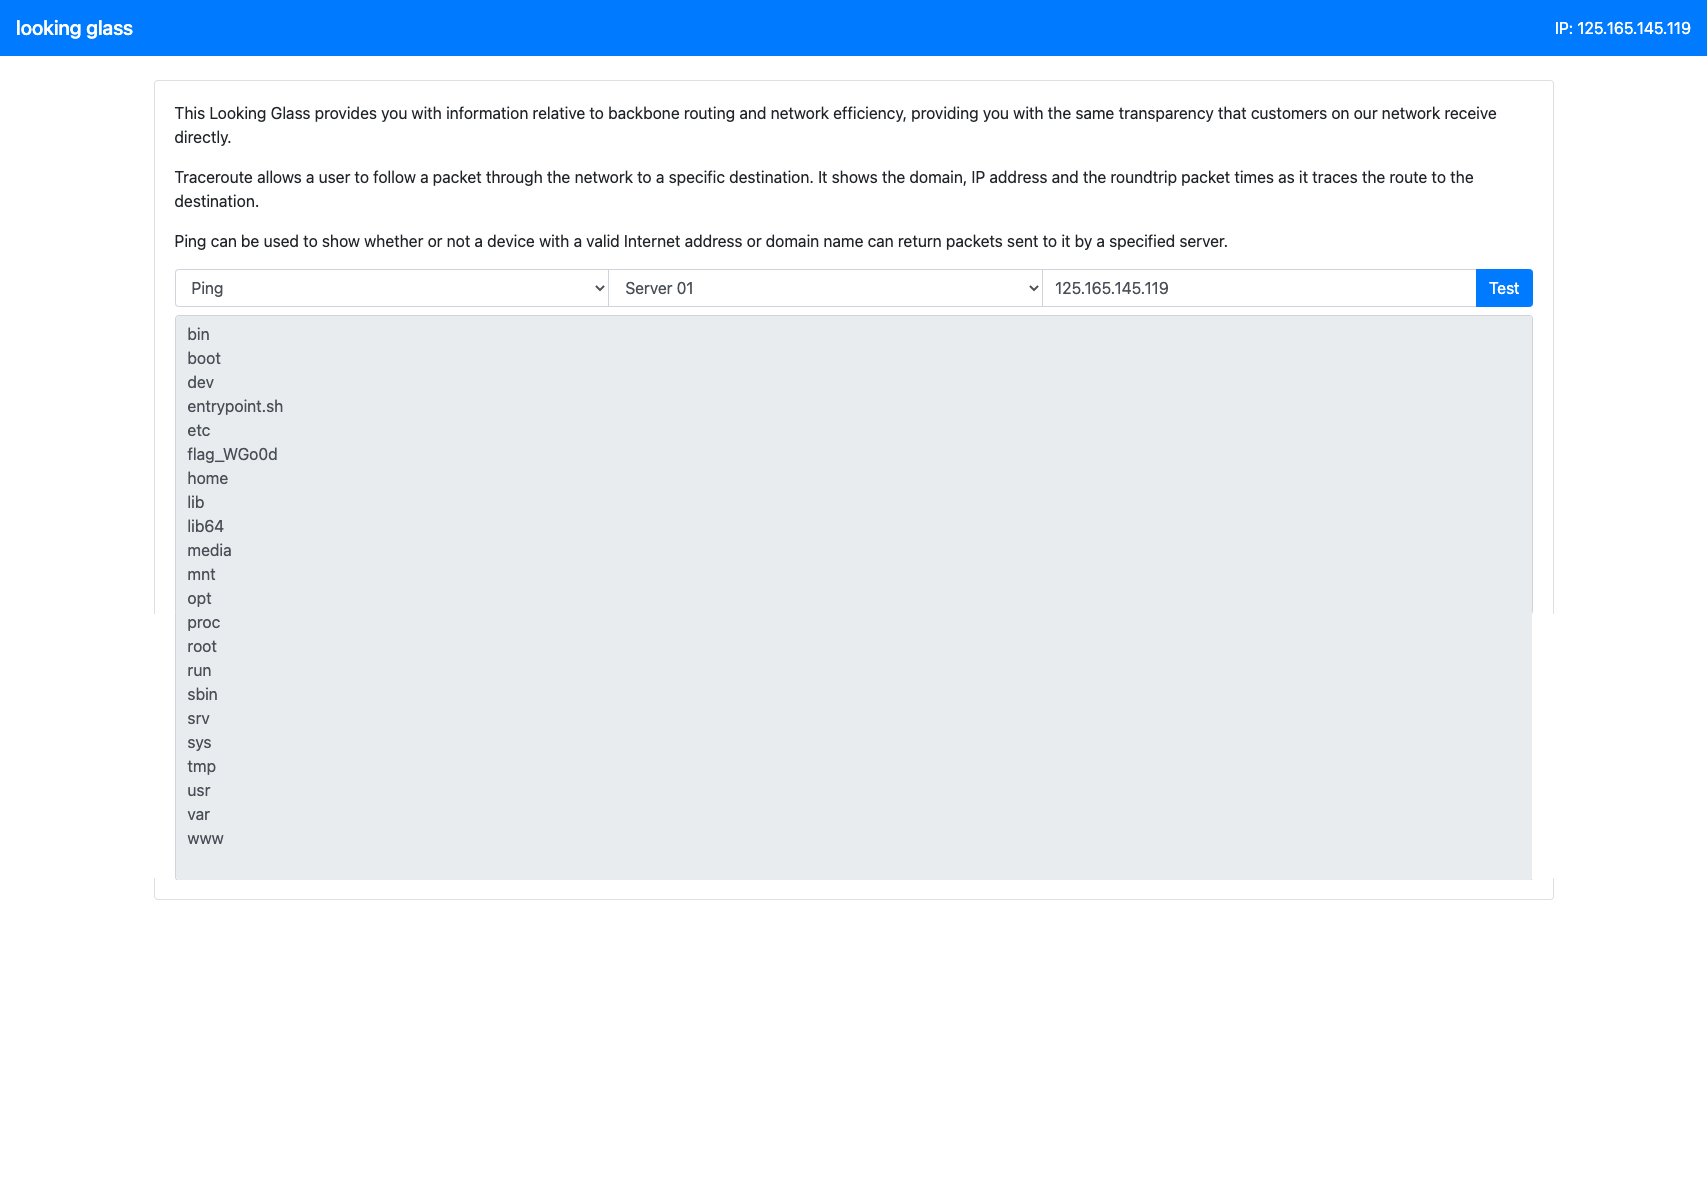 looking glass
IP: 125.165.145.119
This Looking Glass provides you with information relative to backbone routing and network efficiency, providing you with the same transparency that customers on our network receive
directly.
Traceroute allows a user to follow a packet through the network to a specific destination. It shows the domain, IP address and the roundtrip packet times as it traces the route to the
destination.
Ping can be used to show whether or not a device with a valid Internet address or domain name can return packets sent to it by a specified server.
Ping
Server 01
125.165.145.119
Test
bin
boot
dev
entrypoint.sh
etc
flag_WGo0d
home
lib
lib64
media
mnt
opt
proc
root
run
sbin
srv
sys
tmp
usr
var
www